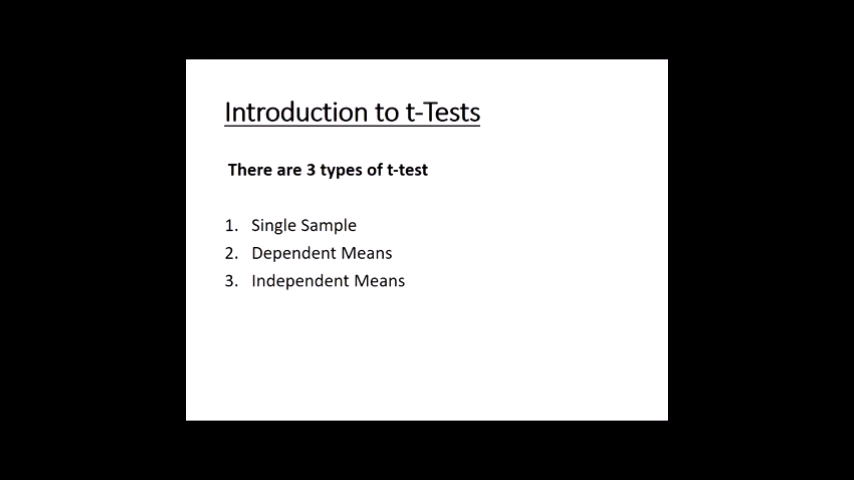 Introduction to t-Tests
There are 3 types of t-test
1. Single Sample
2. Dependent Means
3. Independent Means